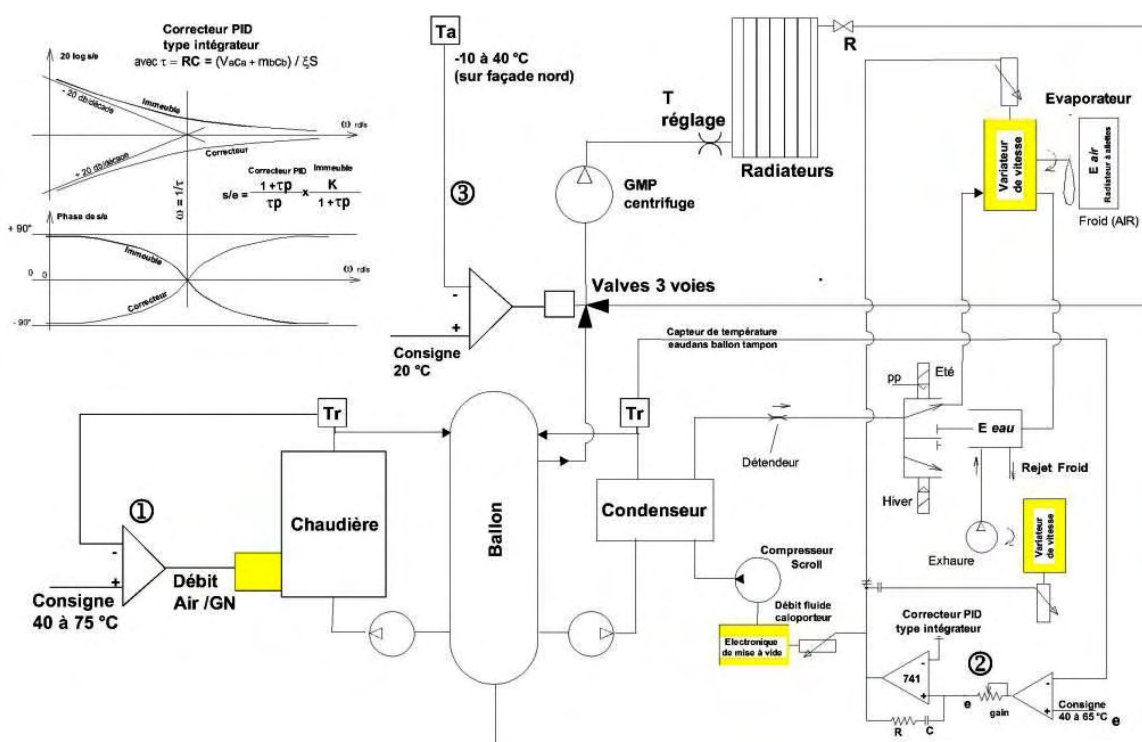 Correcteur PID
type intégrateur
avec τ = RC = (Vₑcₐ + mbcb) / ξS
20 log s/e
- 20 db/décade
Immeuble
ω rd/s
Correcteur
+ 20 db/décade
ω = 1/τ
Correcteur PID Immeuble
s/e = 1+τp / τp x K / 1+τp
Phase de s/e
+ 90°
Immeuble
0 0
ω rd/s
Correcteur
- 90°
Ta
-10 à 40 °C
(sur façade nord)
③
-
+
Consigne
20 °C
T
réglage
GMP
centrifuge
Radiateurs
R
Valves 3 voies
Evaporateur
Variateur
de vitesse
E air
Radiateur à ailettes
Froid (AIR)
Capteur de température
eaudans ballon tampon
Tr
①
-
+
Consigne
40 à 75 °C
Débit
Air /GN
Chaudière
Ballon
Tr
Condenseur
Détendeur
pp
Eté
Hiver
E eau
Rejet Froid
Exhaure
Variateur
de vitesse
Compresseur
Scroll
Débit fluide
caloporteur
Electronique
de mise à vide
Correcteur PID
type intégrateur
741
-
+
②
e
gain
R
C
-
+
Consigne
40 à 65 °C e